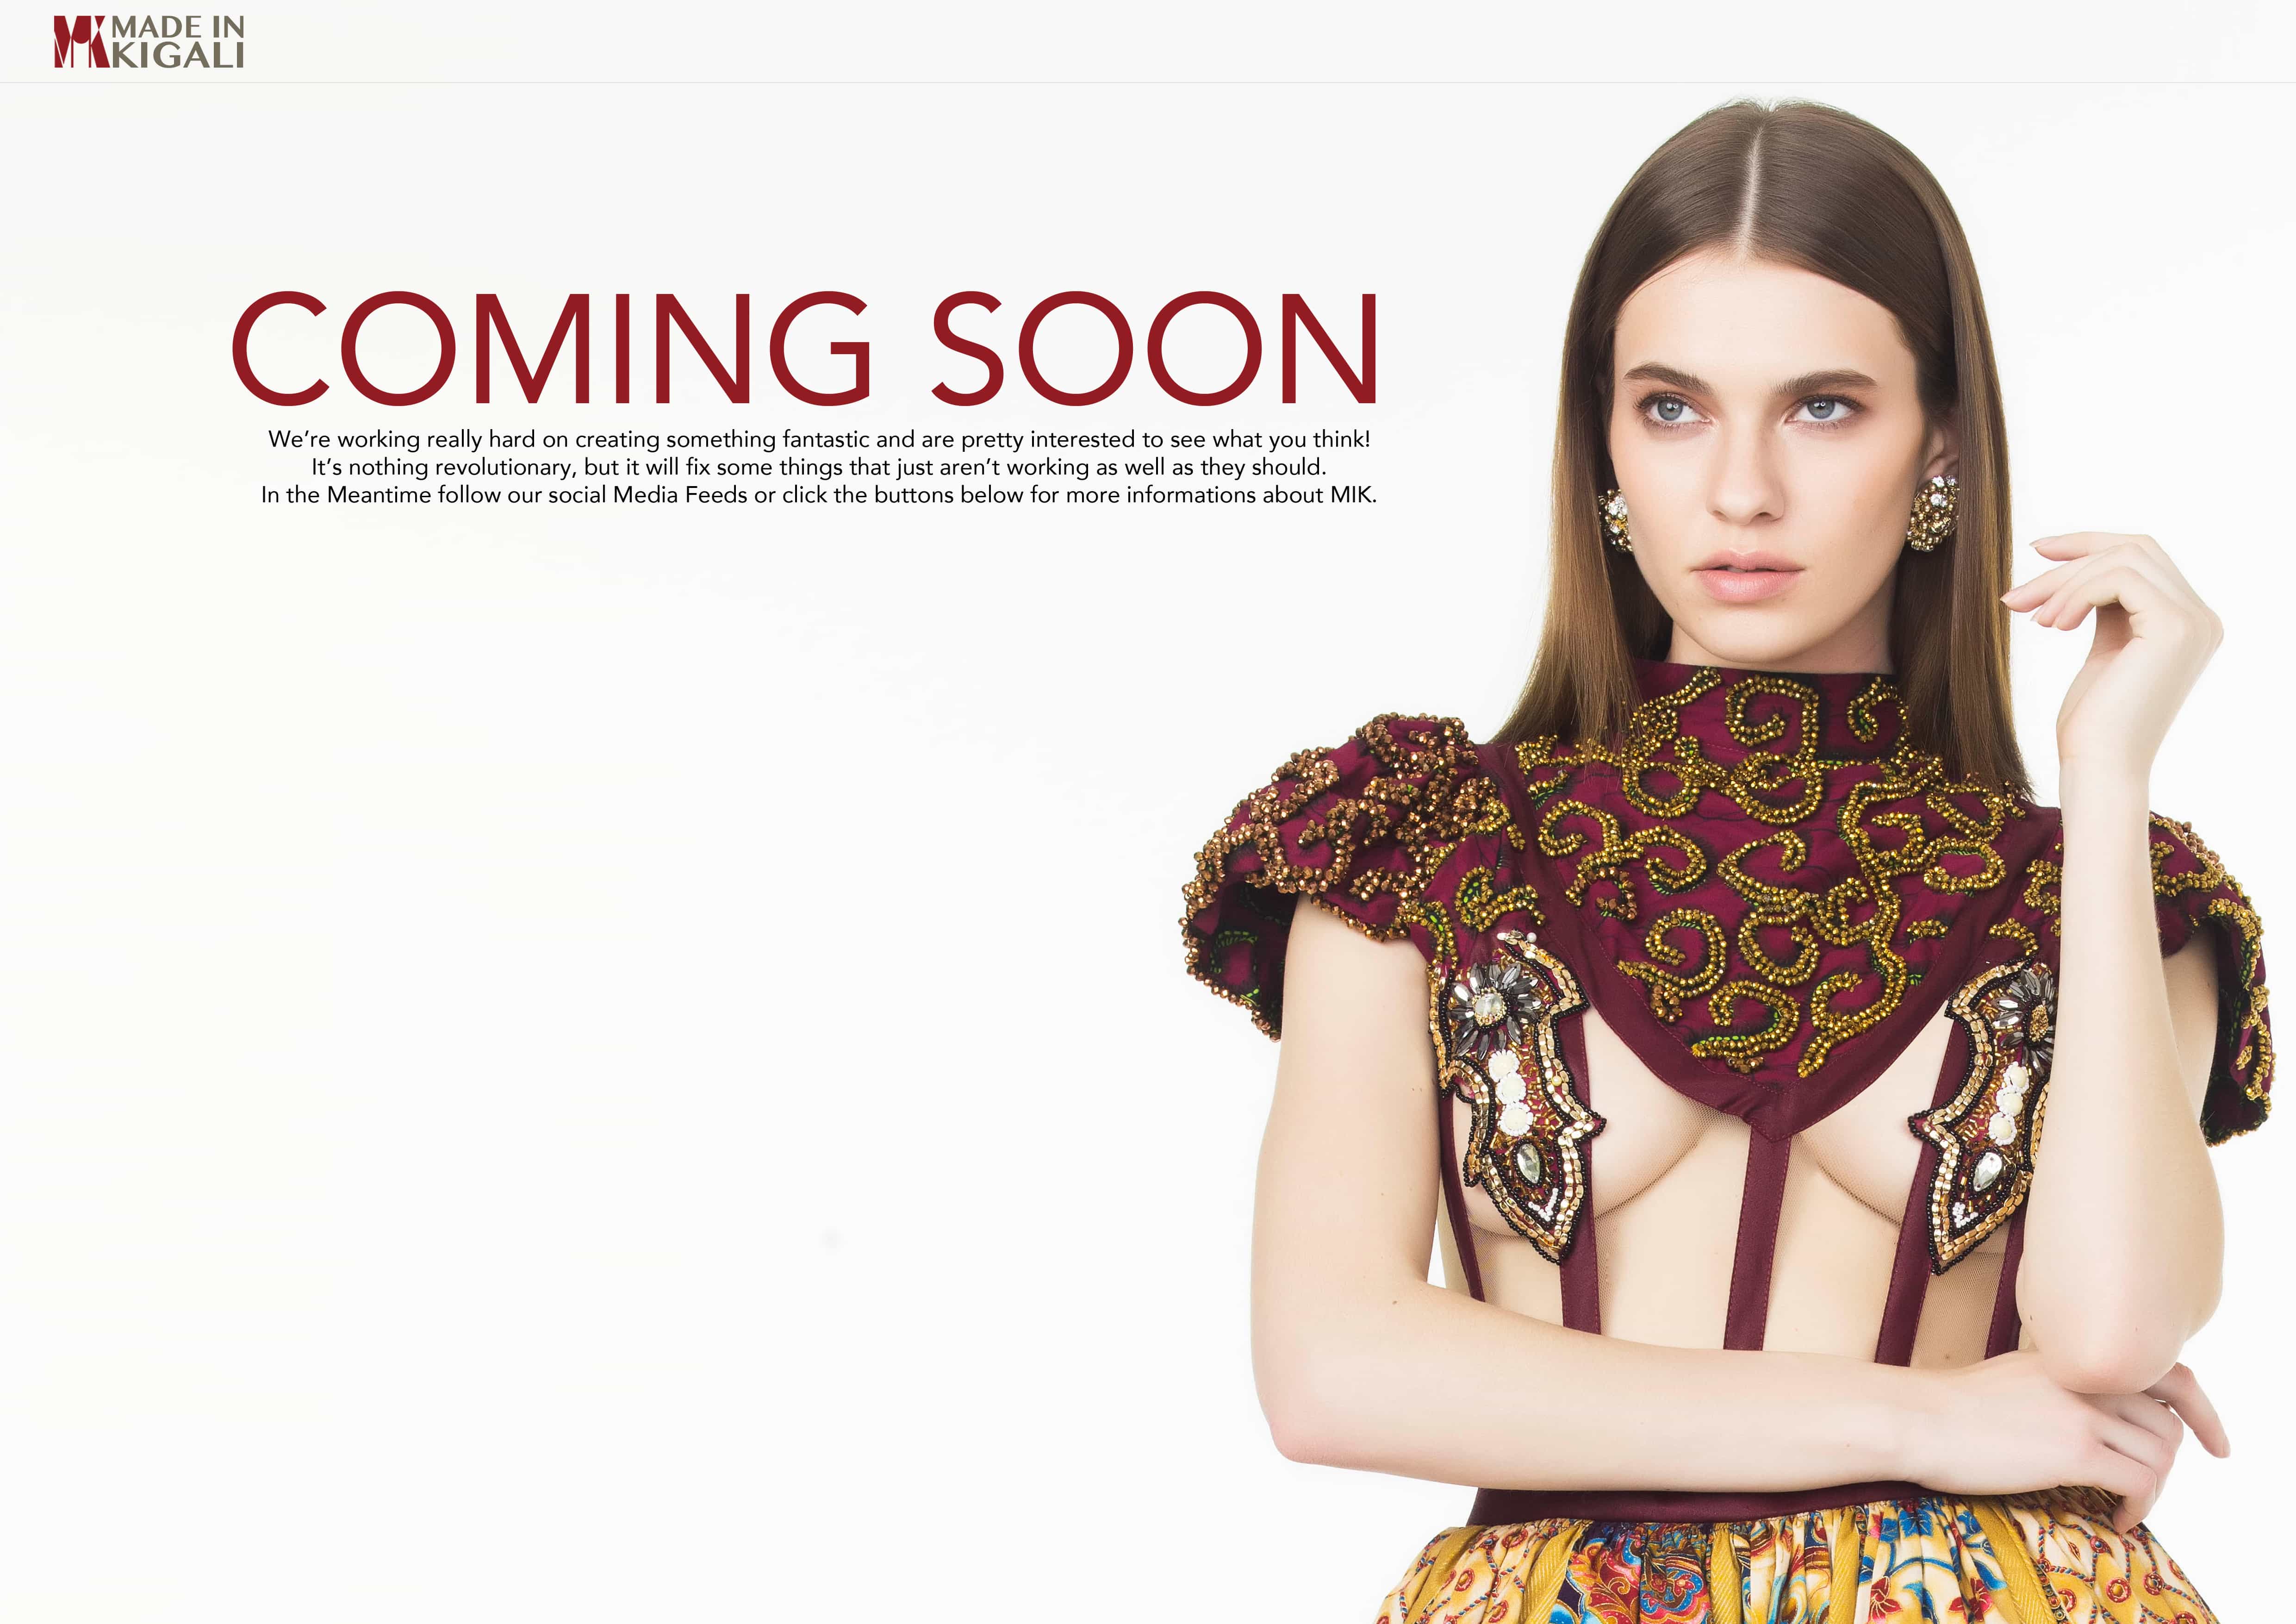 MADE IN
KIGALI
COMING SOON
We’re working really hard on creating something fantastic and are pretty interested to see what you think!
It’s nothing revolutionary, but it will fix some things that just aren’t working as well as they should.
In the Meantime follow our social Media Feeds or click the buttons below for more informations about MIK.